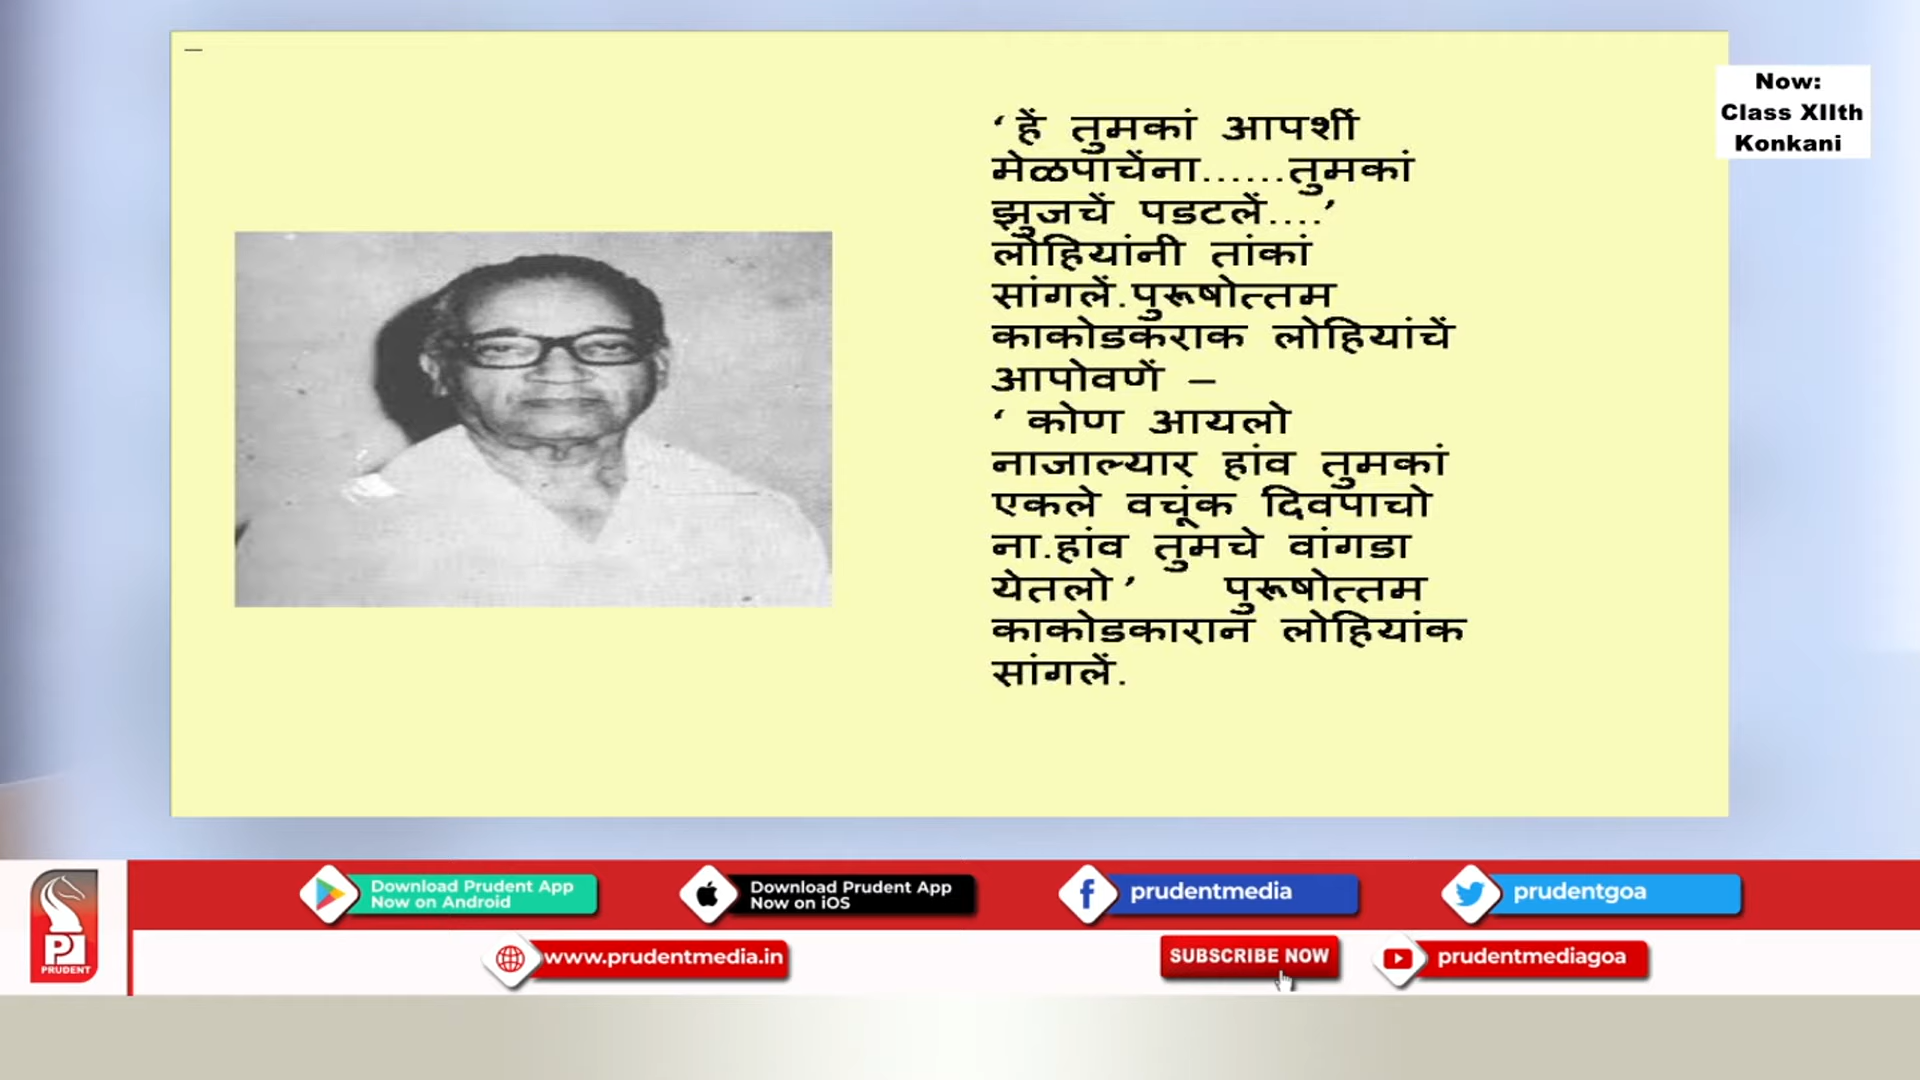 Now:
Class XIIth
Konkani
‘ हें तुमकां आपशीं
मेळपाचेंना......तुमकां
झुजचें पडटलें....’
लोहियांनी तांकां
सांगलें.पुरूषोत्तम
काकोडकराक लोहियांचें
आपोवणें –
‘ कोण आयलो
नाजाल्यार हांव तुमकां
एकले वचूंक दिवपाचो
ना.हांव तुमचे वांगडा
येतलो’ पुरूषोत्तम
काकोडकारान लोहियांक
सांगलें.
Download Prudent App
Now on Android
Download Prudent App
Now on iOS
prudentmedia
prudentgoa
PRUDENT
www.prudentmedia.in
SUBSCRIBE NOW
prudentmediagoa